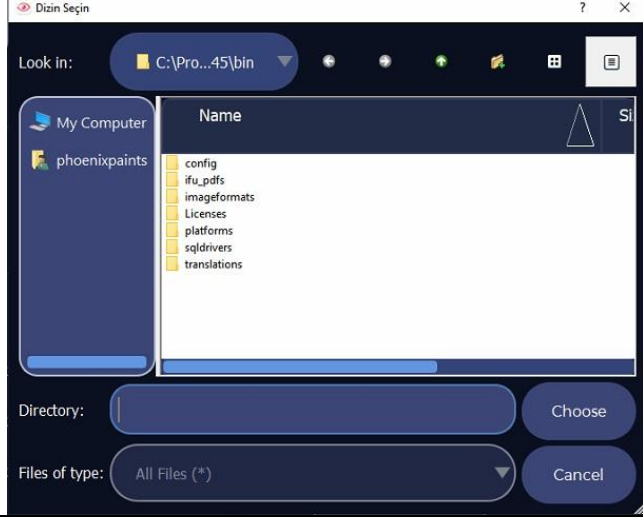 Dizin Seçin
Look in: C:\Pro...45\bin
My Computer
phoenixpaints
Name Si
config
ifu_pdfs
imageformats
Licenses
platforms
sqldrivers
translations
Directory:
Choose
Files of type: All Files (*)
Cancel